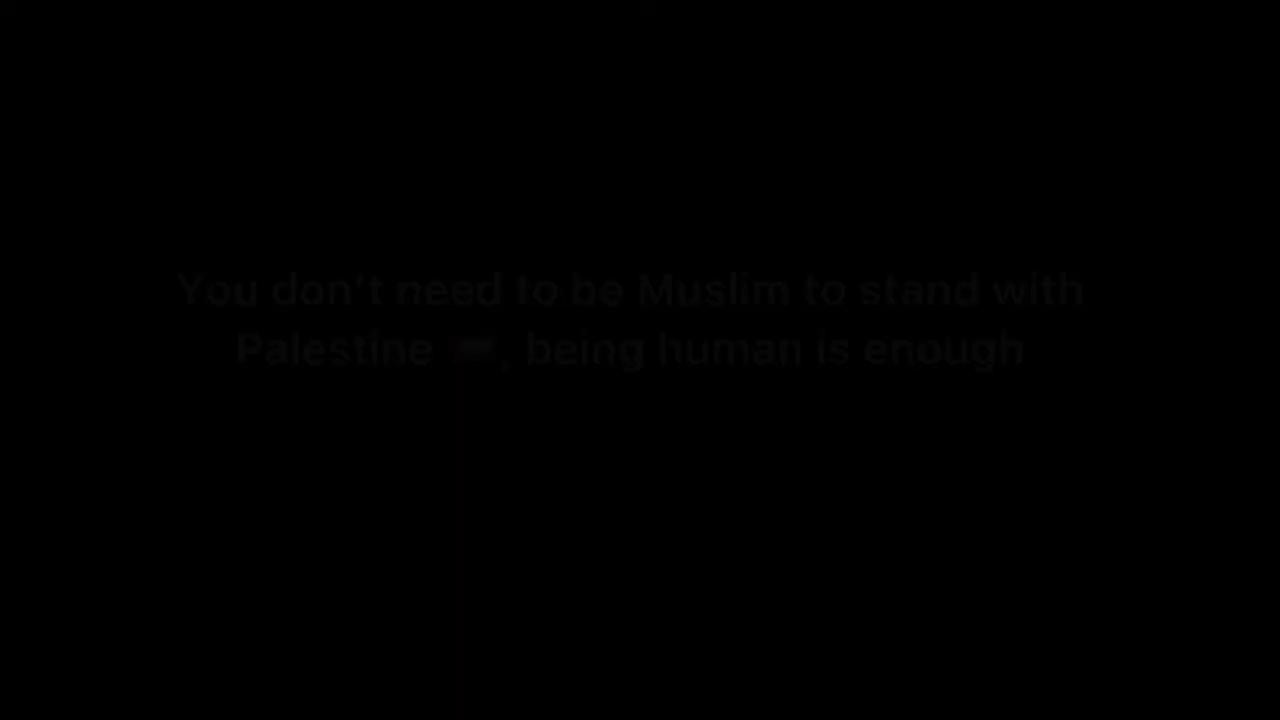 You don't need to be Muslim to stand with
Palestine 🇵🇸, being human is enough